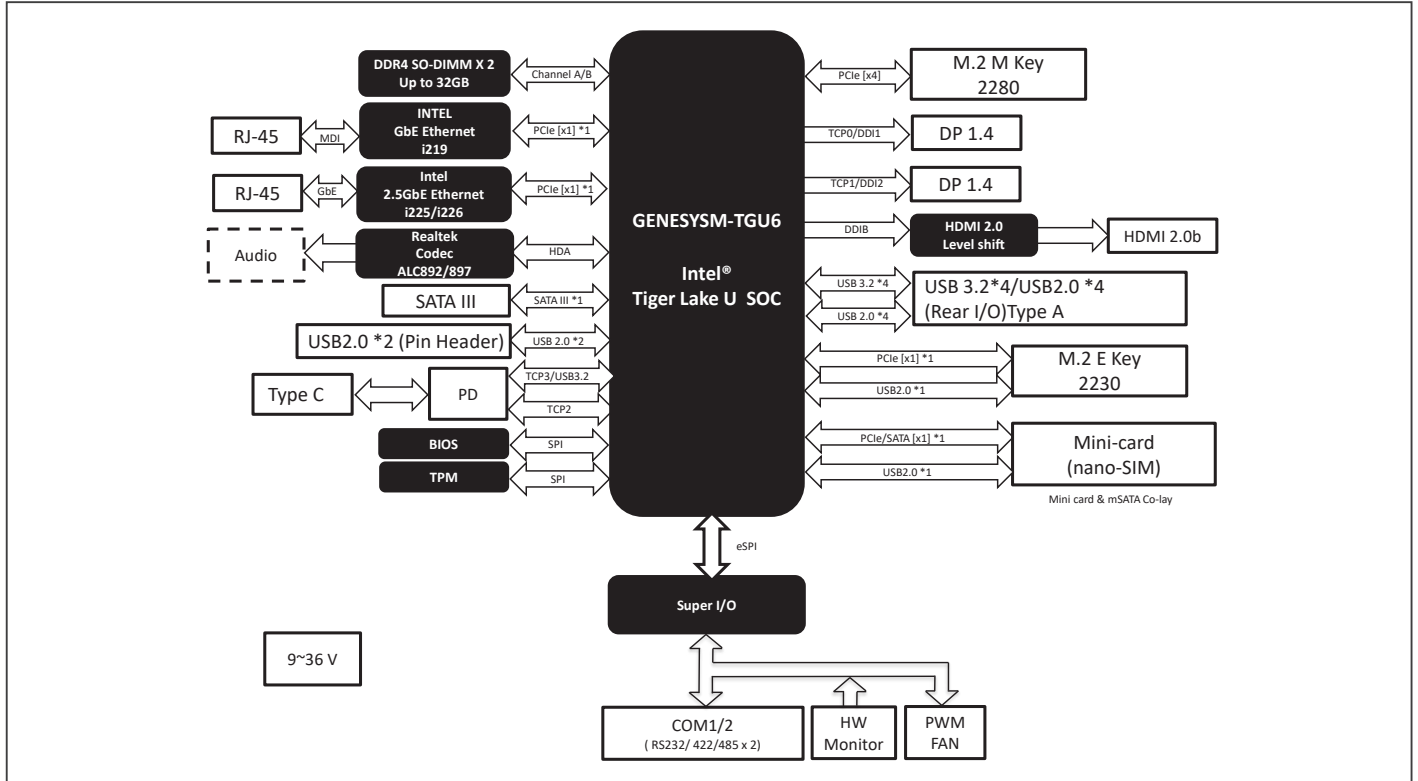 DDR4 SO-DIMM X 2
Up to 32GB
Channel A/B
RJ-45
MDI
INTEL
GbE Ethernet
i219
PCIe [x1] *1
RJ-45
GbE
Intel
2.5GbE Ethernet
i225/i226
PCIe [x1] *1
Audio
Realtek
Codec
ALC892/897
HDA
SATA III
SATA III *1
USB2.0 *2 (Pin Header)
USB 2.0 *2
Type C
PD
TCP3/USB3.2
TCP2
BIOS
SPI
TPM
SPI
GENESYSM-TGU6
Intel®
Tiger Lake U SOC
PCIe [x4]
M.2 M Key
2280
TCP0/DDI1
DP 1.4
TCP1/DDI2
DP 1.4
DDIB
HDMI 2.0
Level shift
HDMI 2.0b
USB 3.2 *4
USB 2.0 *4
USB 3.2*4/USB2.0 *4
(Rear I/O)Type A
PCIe [x1] *1
USB2.0 *1
M.2 E Key
2230
PCIe/SATA [x1] *1
USB2.0 *1
Mini-card
(nano-SIM)
Mini card & mSATA Co-lay
eSPI
Super I/O
9~36 V
COM1/2
( RS232/ 422/485 x 2)
HW
Monitor
PWM
FAN